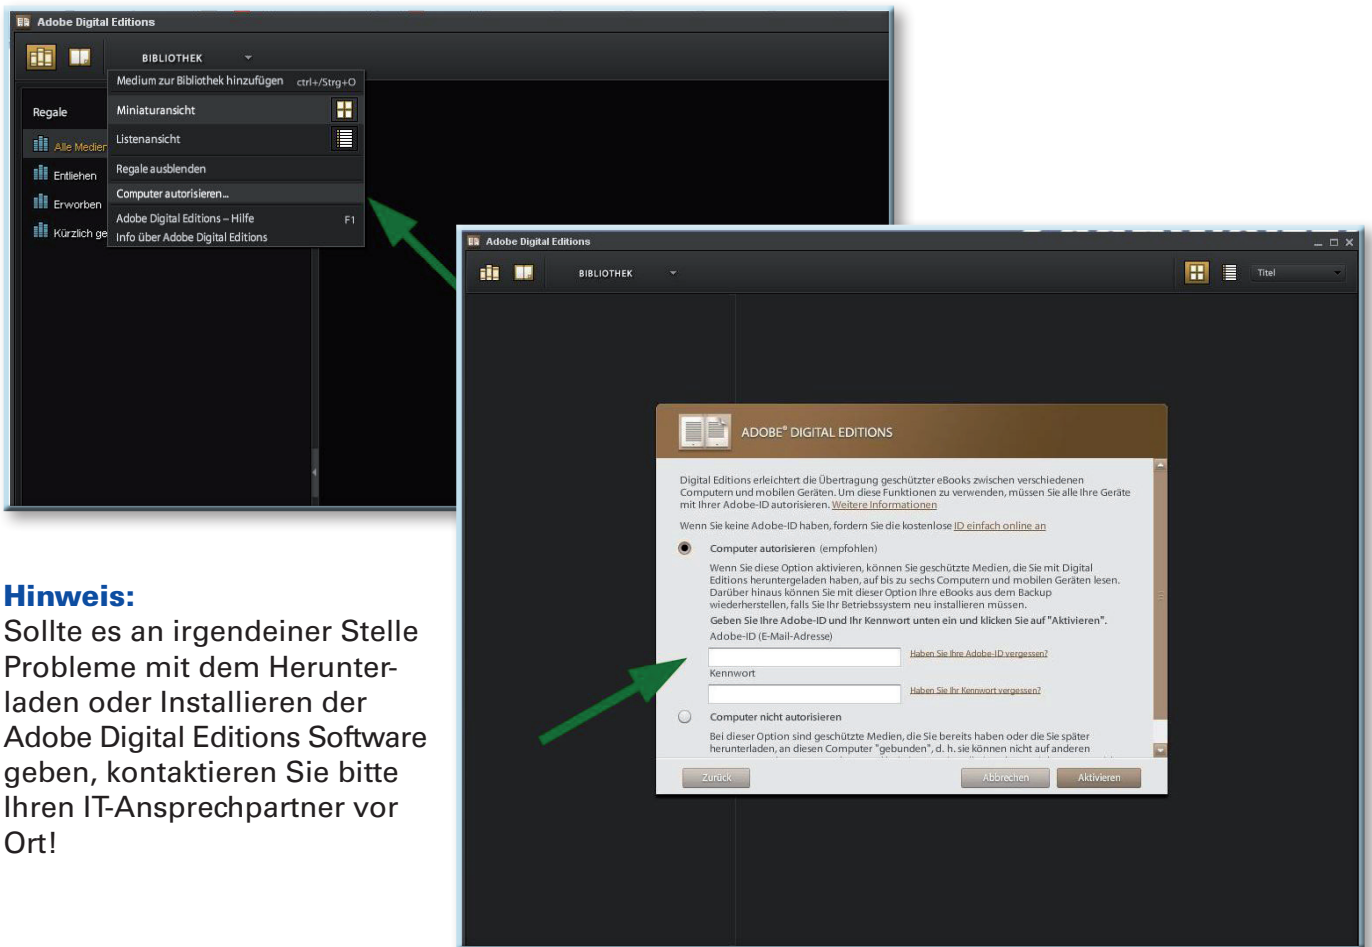 Adobe Digital Editions
BIBLIOTHEK
Medium zur Bibliothek hinzufügen ctrl+/Strg+O
Regale
Miniaturansicht
Listenansicht
Alle Medien
Regale ausblenden
Entliehen
Computer autorisieren...
Erworben
Adobe Digital Editions – Hilfe F1
Kürzlich ge
Info über Adobe Digital Editions
Adobe Digital Editions
BIBLIOTHEK
Titel
ADOBE® DIGITAL EDITIONS
Digital Editions erleichtert die Übertragung geschützter eBooks zwischen verschiedenen
Computern und mobilen Geräten. Um diese Funktionen zu verwenden, müssen Sie alle Ihre Geräte
mit Ihrer Adobe-ID autorisieren. Weitere Informationen
Wenn Sie keine Adobe-ID haben, fordern Sie die kostenlose ID einfach online an
Computer autorisieren (empfohlen)
Wenn Sie diese Option aktivieren, können Sie geschützte Medien, die Sie mit Digital
Editions heruntergeladen haben, auf bis zu sechs Computern und mobilen Geräten lesen.
Darüber hinaus können Sie mit dieser Option Ihre eBooks aus dem Backup
wiederherstellen, falls Sie Ihr Betriebssystem neu installieren müssen.
Geben Sie Ihre Adobe-ID und Ihr Kennwort unten ein und klicken Sie auf "Aktivieren".
Adobe-ID (E-Mail-Adresse)
Haben Sie Ihre Adobe-ID vergessen?
Kennwort
Haben Sie Ihr Kennwort vergessen?
Computer nicht autorisieren
Bei dieser Option sind geschützte Medien, die Sie bereits haben oder die Sie später
herunterladen, an diesen Computer "gebunden", d. h. sie können nicht auf anderen
Zurück Abbrechen Aktivieren
Hinweis:
Sollte es an irgendeiner Stelle
Probleme mit dem Herunter-
laden oder Installieren der
Adobe Digital Editions Software
geben, kontaktieren Sie bitte
Ihren IT-Ansprechpartner vor
Ort!